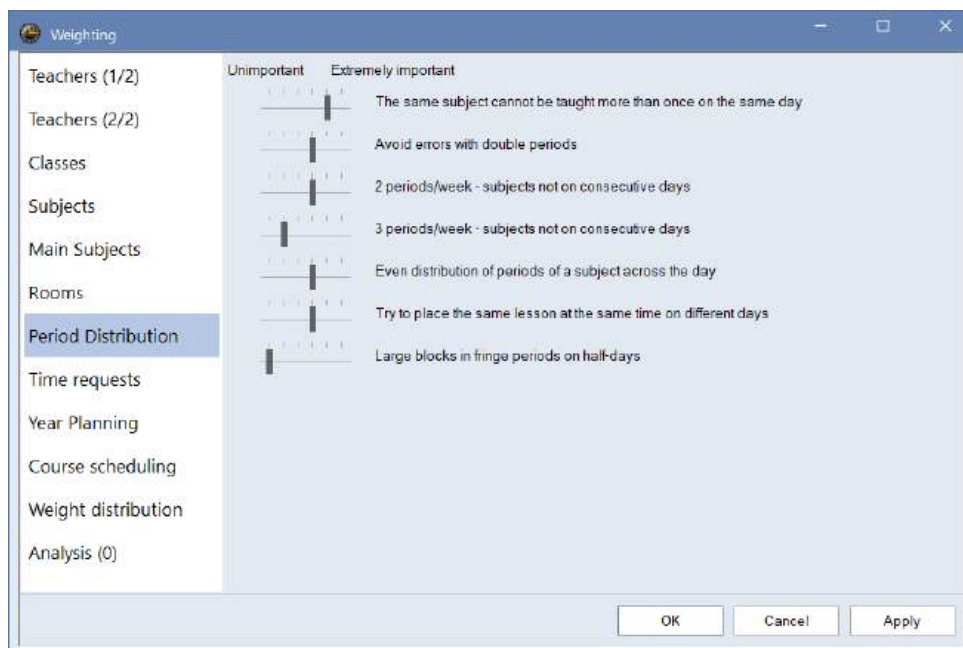 Weighting
Teachers (1/2)
Teachers (2/2)
Classes
Subjects
Main Subjects
Rooms
Period Distribution
Time requests
Year Planning
Course scheduling
Weight distribution
Analysis (0)
Unimportant Extremely important
The same subject cannot be taught more than once on the same day
Avoid errors with double periods
2 periods/week - subjects not on consecutive days
3 periods/week - subjects not on consecutive days
Even distribution of periods of a subject across the day
Try to place the same lesson at the same time on different days
Large blocks in fringe periods on half-days
OK Cancel Apply